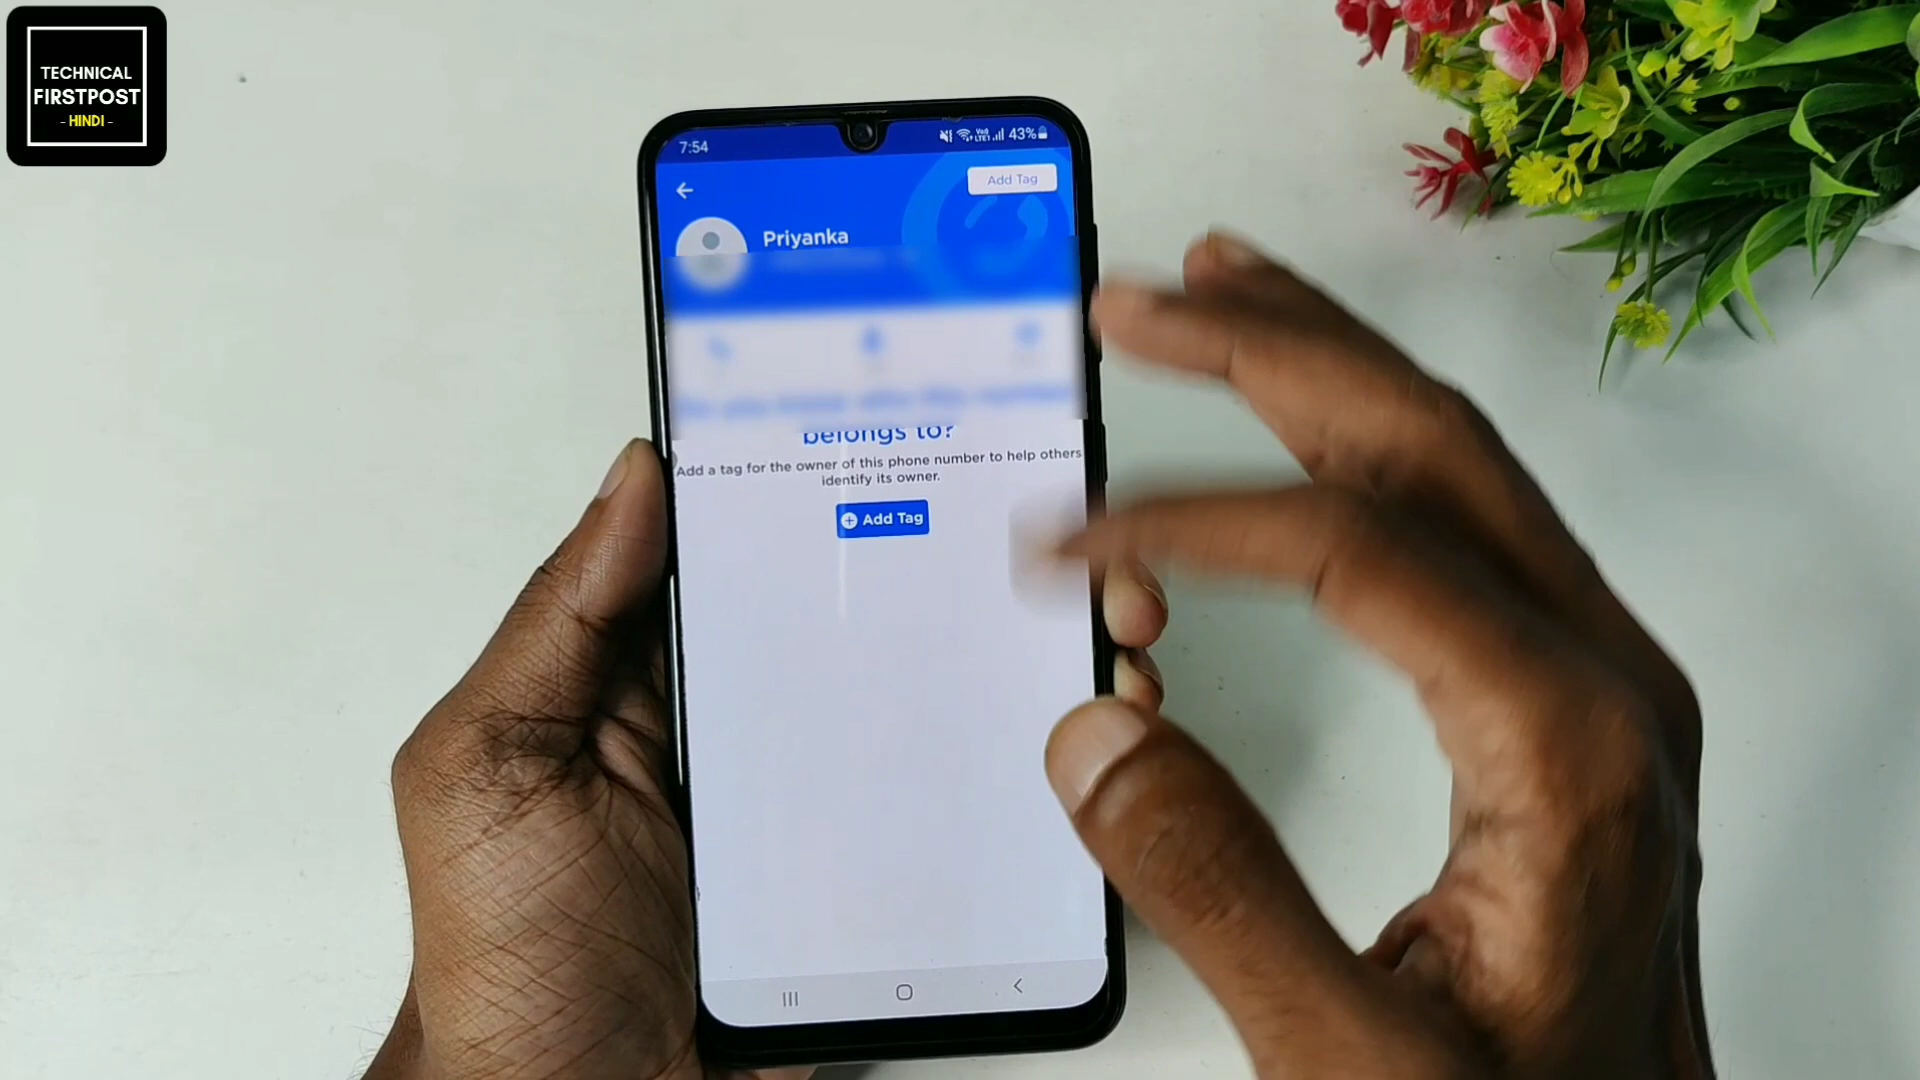 TECHNICAL
FIRSTPOST
- HINDI -
7:54
43%
Add Tag
Priyanka
belongs to?
Add a tag for the owner of this phone number to help others
identify its owner.
Add Tag